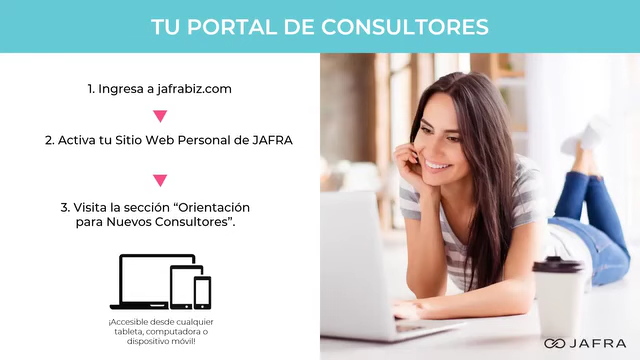 TU PORTAL DE CONSULTORES
1. Ingresa a jafrabiz.com
2. Activa tu Sitio Web Personal de JAFRA
3. Visita la sección “Orientación
para Nuevos Consultores”.
¡Accesible desde cualquier
tableta, computadora o
dispositivo móvil!
JAFRA